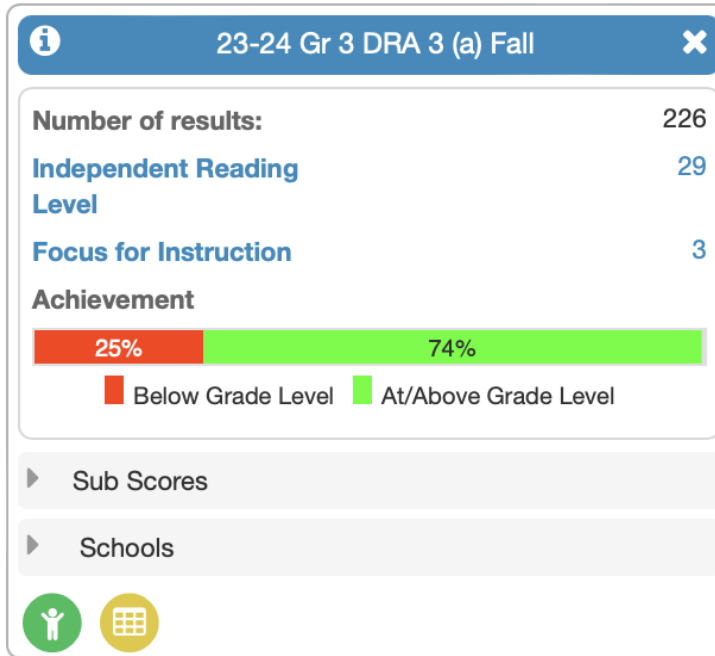 23-24 Gr 3 DRA 3 (a) Fall
Number of results: 226
Independent Reading 29
Level
Focus for Instruction 3
Achievement
25% 74%
Below Grade Level At/Above Grade Level
Sub Scores
Schools